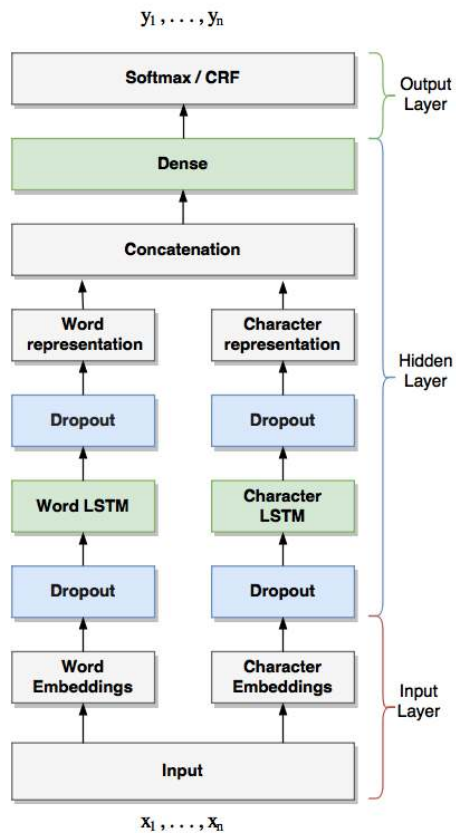 y₁ , . . . , yₙ
Softmax / CRF
Output
Layer
Dense
Concatenation
Word
representation
Character
representation
Hidden
Layer
Dropout
Dropout
Word LSTM
Character
LSTM
Dropout
Dropout
Word
Embeddings
Character
Embeddings
Input
Layer
Input
x₁ , . . . , xₙ